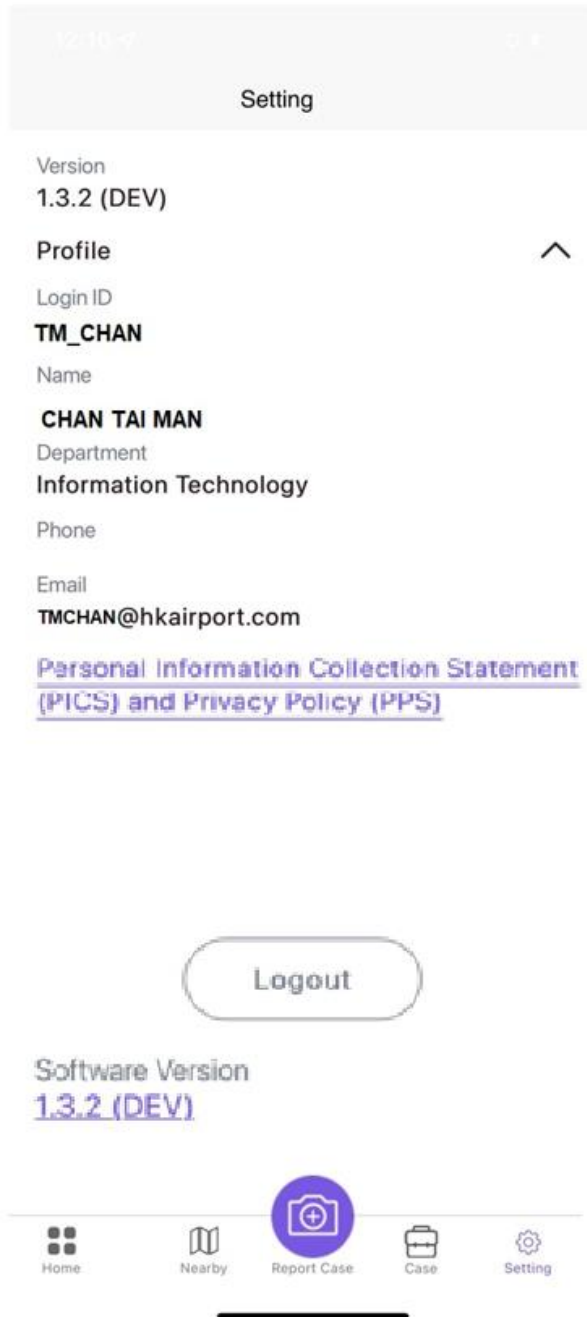 12:10
Setting
Version
1.3.2 (DEV)
Profile
Login ID
TM_CHAN
Name
CHAN TAI MAN
Department
Information Technology
Phone
Email
TMCHAN@hkairport.com
Personal Information Collection Statement
(PICS) and Privacy Policy (PPS)
Logout
Software Version
1.3.2 (DEV)
Home
Nearby
Report Case
Case
Setting